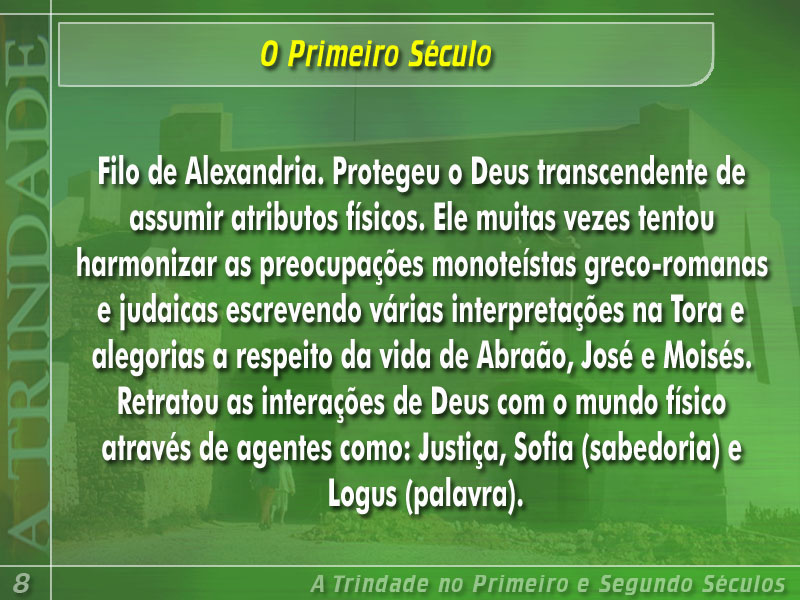 O Primeiro Século
Filo de Alexandria. Protegeu o Deus transcendente de
assumir atributos físicos. Ele muitas vezes tentou
harmonizar as preocupações monoteístas greco-romanas
e judaicas escrevendo várias interpretações na Tora e
alegorias a respeito da vida de Abraão, José e Moisés.
Retratou as interações de Deus com o mundo físico
através de agentes como: Justiça, Sofia (sabedoria) e
Logus (palavra).
A TRINDADE
8
A Trindade no Primeiro e Segundo Séculos